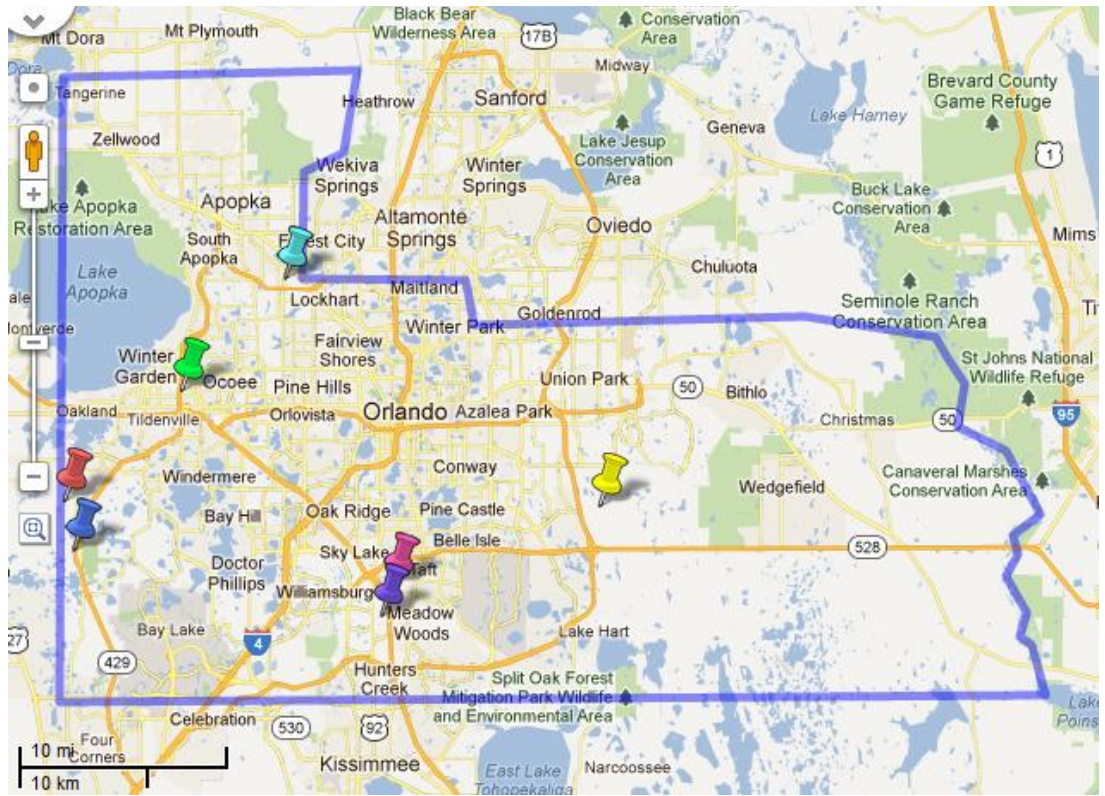 Black Bear
Wilderness Area
17B
Conservation
Area
Mt Dora
Mt Plymouth
Midway
Brevard County
Game Refuge
Tangerine
Heathrow
Sanford
Lake Jesup
Conservation
Area
Geneva
Lake Harney
1
Zellwood
Wekiva
Springs
Winter
Springs
Buck Lake
Conservation
Area
Apopka
Restoration Area
Altamonte
Springs
Oviedo
Mims
South
Apopka
Forest City
Lake
Apopka
Chuluota
Lockhart
Maitland
Seminole Ranch
Conservation Area
Goldenrod
Winter Park
Fairview
Shores
Winter
Garden
Ocoee
Pine Hills
Union Park
50
Bithlo
St Johns National
Wildlife Refuge
Oakland
Tildenville
Orlovista
Orlando
Azalea Park
Christmas
50
95
Windermere
Conway
Wedgefield
Canaveral Marshes
Conservation Area
Oak Ridge
Pine Castle
Sky Lake
Belle Isle
528
Doctor
Phillips
Taft
Williamsburg
Meadow
Woods
27
Bay Lake
4
Lake Hart
429
Hunters
Creek
Split Oak Forest
Mitigation Park Wildlife
and Environmental Area
Celebration
530
92
Four
Corners
10 mi
10 km
Kissimmee
East Lake
Tohopekaliga
Narcoossee
Lake